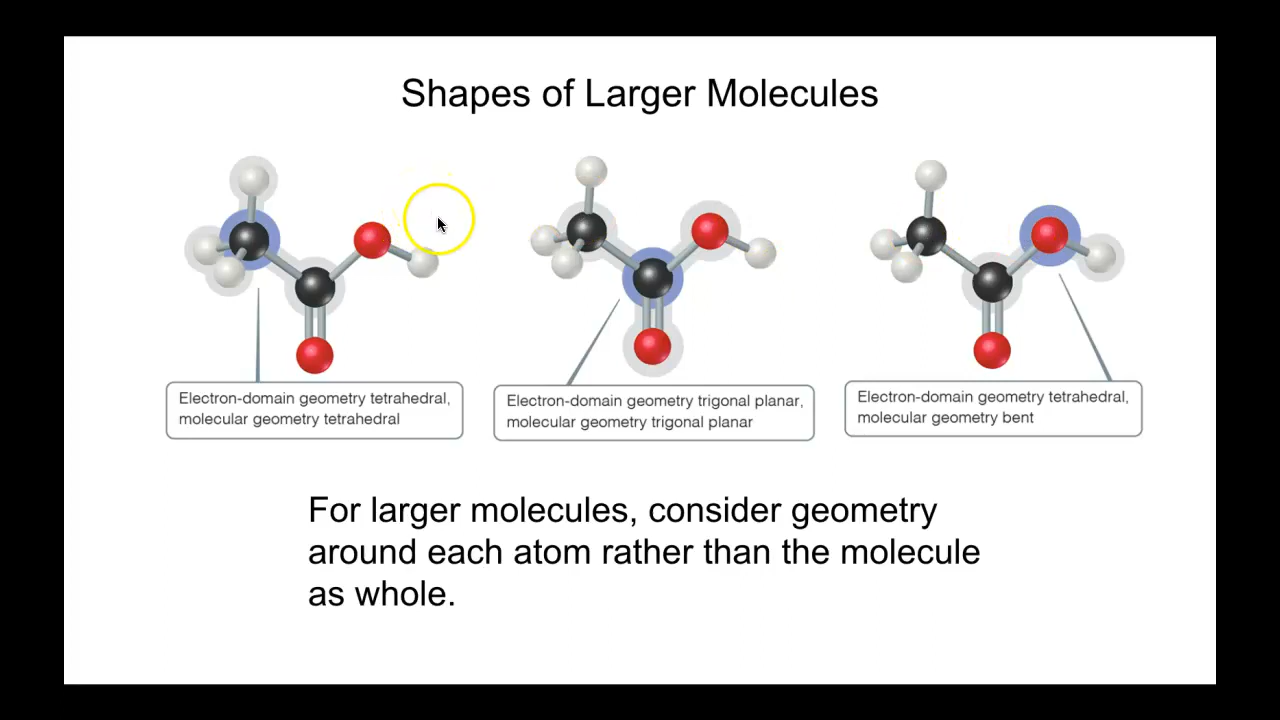 Shapes of Larger Molecules
Electron-domain geometry tetrahedral,
molecular geometry tetrahedral
Electron-domain geometry trigonal planar,
molecular geometry trigonal planar
Electron-domain geometry tetrahedral,
molecular geometry bent
For larger molecules, consider geometry
around each atom rather than the molecule
as whole.